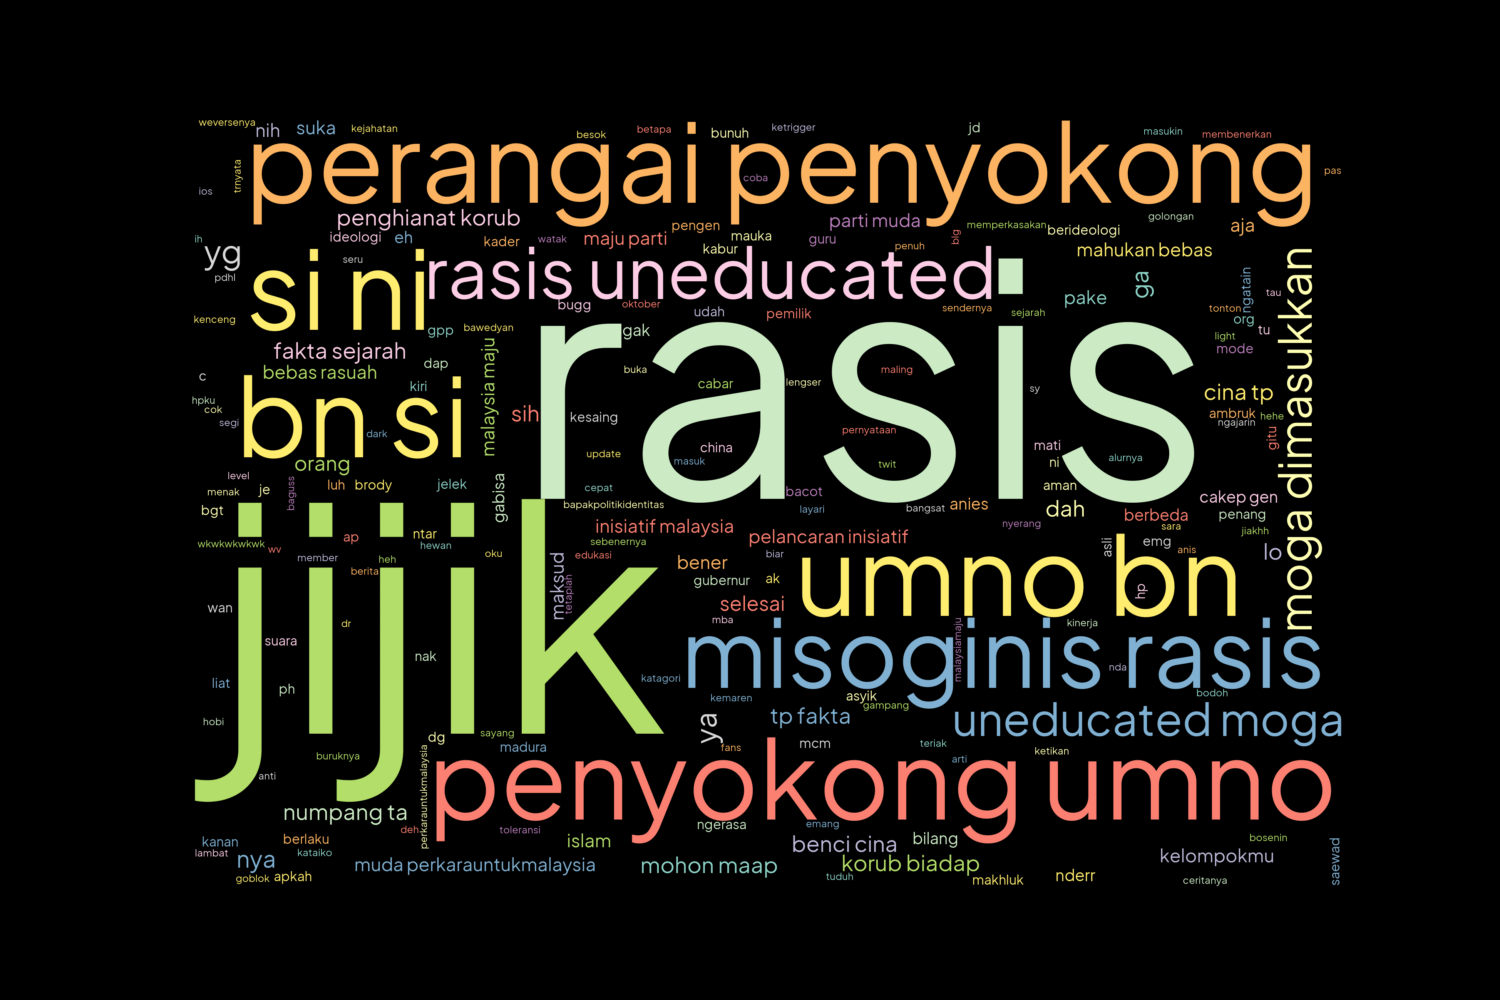 weversenya
nih
suka
kejahatan
besok
betapa
bunuh
ketrigger
jd
masukin
membenerkan
perangai penyokong
trnyata
ios
coba
pas
penghianat korub
pengen
parti muda
golongan
memperkasakan
berideologi
aja
ih
yg
ideologi
eh
kader
watak
maju parti
mauka
kabur
guru
penuh
blg
mahukan bebas
pdhl
seru
si ni
rasis uneducated
pake
ga
ngatain
tau
moga dimasukkan
kenceng
gpp
bawedyan
bugg
oktober
udah
pemilik
sendernya
sejarah
tonton
org
tu
light
mode
fakta sejarah
dap
malaysia maju
gak
rasis
bebas rasuah
kiri
buka
cabar
lengser
maling
sy
c
hpku
cok
segi
bn si
dark
sih
kesaing
cina tp
ambruk
hehe
ngajarin
gitu
pernyataan
china
masuk
update
twit
mati
ni
alurnya
orang
level
menak
je
baguss
luh
brody
jelek
gabisa
cepat
bapakpolitikidentitas
bacot
layari
bangsat
anies
aman
dah
cakep gen
penang
berbeda
sara
jiakhh
bgt
jijik
inisiatif malaysia
pelancaran inisiatif
nyerang
wkwkwkwkwk
wv
ap
ntar
hewan
member
heh
berita
oku
sebenernya
edukasi
maksud
tetaplah
bener
biar
gubernur
ak
asli
emg
anis
lo
umno bn
hp
wan
dr
selesai
mba
kinerja
suara
nak
misoginis rasis
malaysiamaju
liat
ph
katagori
kemaren
nda
bodoh
asyik
gampang
hobi
ya
tp fakta
uneducated moga
sayang
dg
madura
fans
mcm
teriak
arti
ketikan
buruknya
anti
perkarauntukmalaysia
penyokong umno
numpang ta
deh
toleransi
ngerasa
emang
kanan
berlaku
lambat
nya
kataiko
islam
benci cina
bilang
bosenin
saewad
goblok
apkah
muda perkarauntukmalaysia
mohon maap
korub biadap
kelompokmu
tuduh
makhluk
nderr
ceritanya